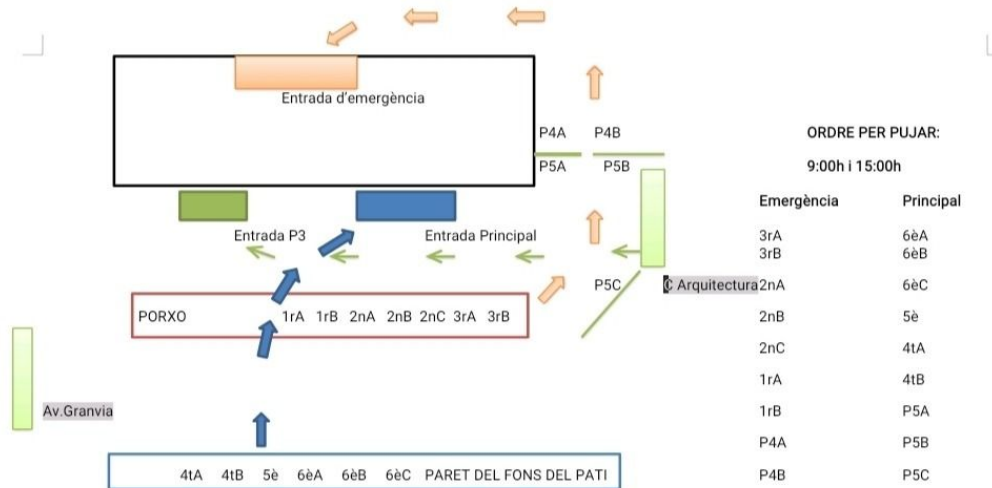 Entrada d'emergència
P4A P4B
P5A P5B
Entrada P3
Entrada Principal
P5C
C Arquitectura
PORXO 1rA 1rB 2nA 2nB 2nC 3rA 3rB
Av.Granvia
4tA 4tB 5è 6èA 6èB 6èC PARET DEL FONS DEL PATI
ORDRE PER PUJAR:
9:00h i 15:00h
Emergència Principal
3rA 6èA
3rB 6èB
2nA 6èC
2nB 5è
2nC 4tA
1rA 4tB
1rB P5A
P4A P5B
P4B P5C